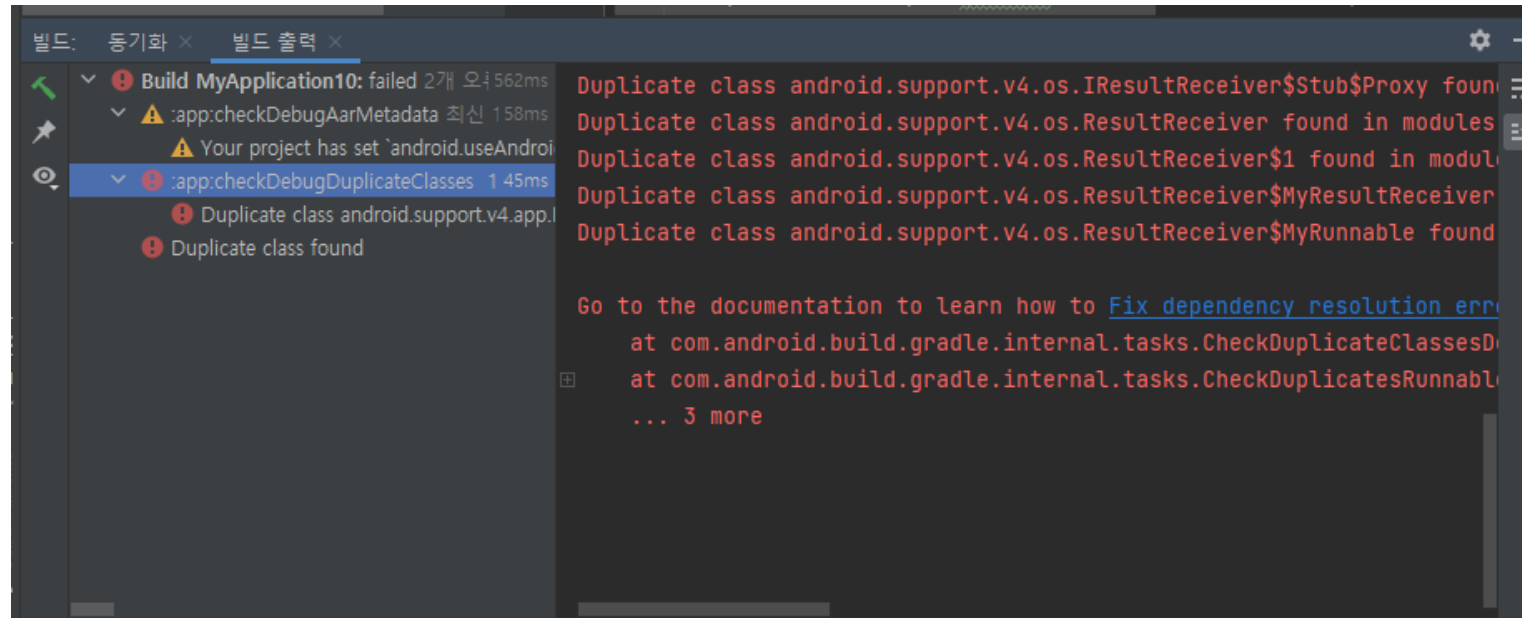 빌드: 동기화 빌드 출력
Build MyApplication10: failed 2개 562ms
:app:checkDebugAarMetadata 최신 158ms
Your project has set `android.useAndroi
:app:checkDebugDuplicateClasses 1 45ms
Duplicate class android.support.v4.app.
Duplicate class found
Duplicate class android.support.v4.os.IResultReceiver$Stub$Proxy foun
Duplicate class android.support.v4.os.ResultReceiver found in modules
Duplicate class android.support.v4.os.ResultReceiver$1 found in modul
Duplicate class android.support.v4.os.ResultReceiver$MyResultReceiver
Duplicate class android.support.v4.os.ResultReceiver$MyRunnable found
Go to the documentation to learn how to Fix dependency resolution err
at com.android.build.gradle.internal.tasks.CheckDuplicateClassesD
at com.android.build.gradle.internal.tasks.CheckDuplicatesRunnabl
... 3 more